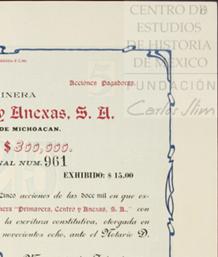 CENTRO DE
ESTUDIOS
DE HISTORIA
DE MEXICO
FUNDACIÓN
Carlos Slim
Acciones Pagadoras.
INERA
y Anexas, S. A.
DE MICHOACAN.
$300,000.
AL NUM. 961
EXHIBIDO: $ 15.00
Cinco acciones de las doce mil en que es-
nera "Primavera, Centro y Anexas, S. A." con
la escritura constitutiva, otorgada en
novecientos ocho, ante el Notario D.